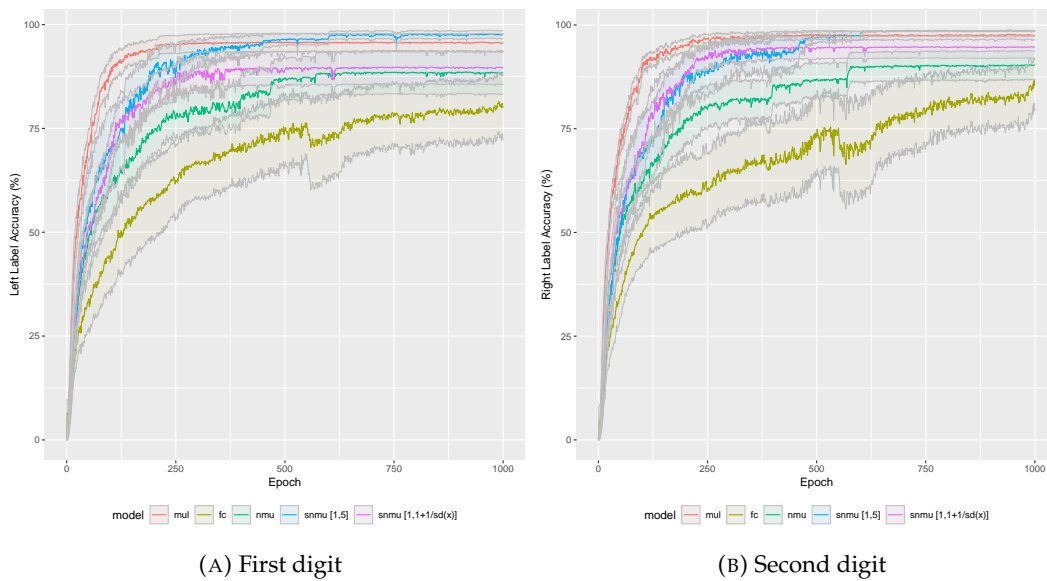 100
75
50
25
0
Left Label Accuracy (%)
0 250 500 750 1000
Epoch
model mul fc nmu snmu [1,5] snmu [1,1+1/sd(x)]
(A) First digit
100
75
50
25
0
Right Label Accuracy (%)
0 250 500 750 1000
Epoch
model mul fc nmu snmu [1,5] snmu [1,1+1/sd(x)]
(B) Second digit